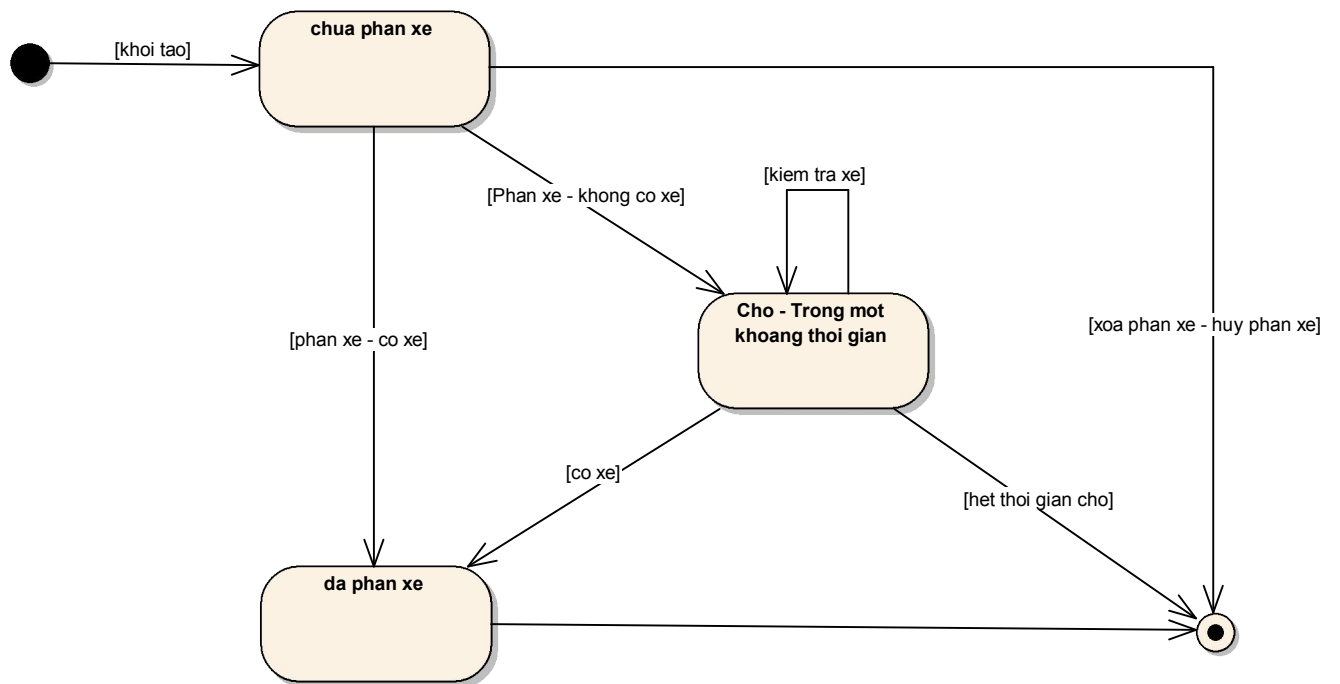 chua phan xe
[khoi tao]
[Phan xe - khong co xe]
[kiem tra xe]
Cho - Trong mot
khoang thoi gian
[phan xe - co xe]
[xoa phan xe - huy phan xe]
[co xe]
[het thoi gian cho]
da phan xe